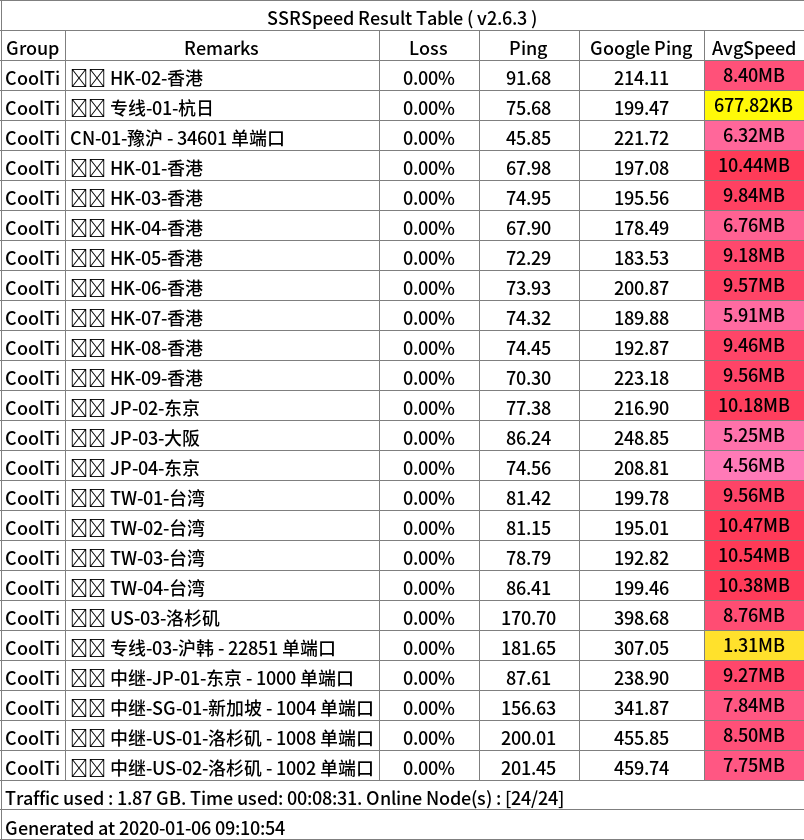 SSRSpeed Result Table ( v2.6.3 )
Group Remarks Loss Ping Google Ping AvgSpeed
CoolTi HK-02-香港 0.00% 91.68 214.11 8.40MB
CoolTi 专线-01-杭日 0.00% 75.68 199.47 677.82KB
CoolTi CN-01-豫沪 - 34601 单端口 0.00% 45.85 221.72 6.32MB
CoolTi HK-01-香港 0.00% 67.98 197.08 10.44MB
CoolTi HK-03-香港 0.00% 74.95 195.56 9.84MB
CoolTi HK-04-香港 0.00% 67.90 178.49 6.76MB
CoolTi HK-05-香港 0.00% 72.29 183.53 9.18MB
CoolTi HK-06-香港 0.00% 73.93 200.87 9.57MB
CoolTi HK-07-香港 0.00% 74.32 189.88 5.91MB
CoolTi HK-08-香港 0.00% 74.45 192.87 9.46MB
CoolTi HK-09-香港 0.00% 70.30 223.18 9.56MB
CoolTi JP-02-东京 0.00% 77.38 216.90 10.18MB
CoolTi JP-03-大阪 0.00% 86.24 248.85 5.25MB
CoolTi JP-04-东京 0.00% 74.56 208.81 4.56MB
CoolTi TW-01-台湾 0.00% 81.42 199.78 9.56MB
CoolTi TW-02-台湾 0.00% 81.15 195.01 10.47MB
CoolTi TW-03-台湾 0.00% 78.79 192.82 10.54MB
CoolTi TW-04-台湾 0.00% 86.41 199.46 10.38MB
CoolTi US-03-洛杉矶 0.00% 170.70 398.68 8.76MB
CoolTi 专线-03-沪韩 - 22851 单端口 0.00% 181.65 307.05 1.31MB
CoolTi 中继-JP-01-东京 - 1000 单端口 0.00% 87.61 238.90 9.27MB
CoolTi 中继-SG-01-新加坡 - 1004 单端口 0.00% 156.63 341.87 7.84MB
CoolTi 中继-US-01-洛杉矶 - 1008 单端口 0.00% 200.01 455.85 8.50MB
CoolTi 中继-US-02-洛杉矶 - 1002 单端口 0.00% 201.45 459.74 7.75MB
Traffic used : 1.87 GB. Time used: 00:08:31. Online Node(s) : [24/24]
Generated at 2020-01-06 09:10:54